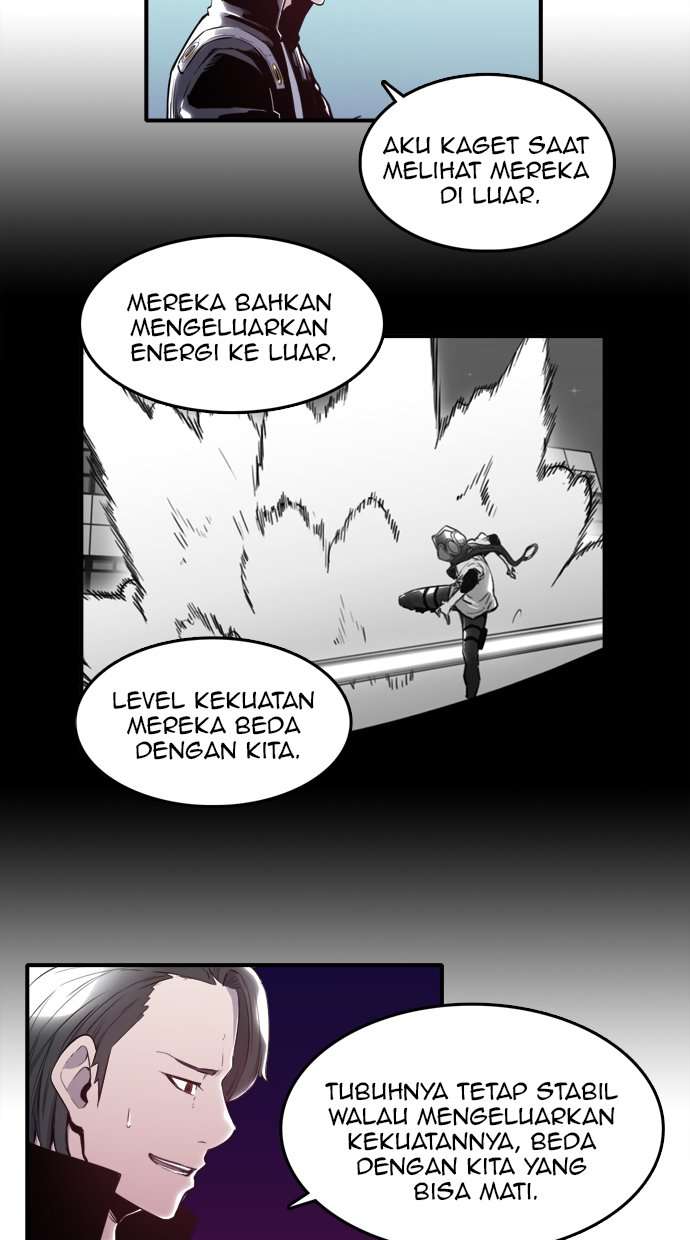 AKU KAGET SAAT
MELIHAT MEREKA
DI LUAR.
MEREKA BAHKAN
MENGELUARKAN
ENERGI KE LUAR.
LEVEL KEKUATAN
MEREKA BEDA
DENGAN KITA.
TUBUHNYA TETAP STABIL
WALAU MENGELUARKAN
KEKUATANNYA, BEDA
DENGAN KITA YANG
BISA MATI.